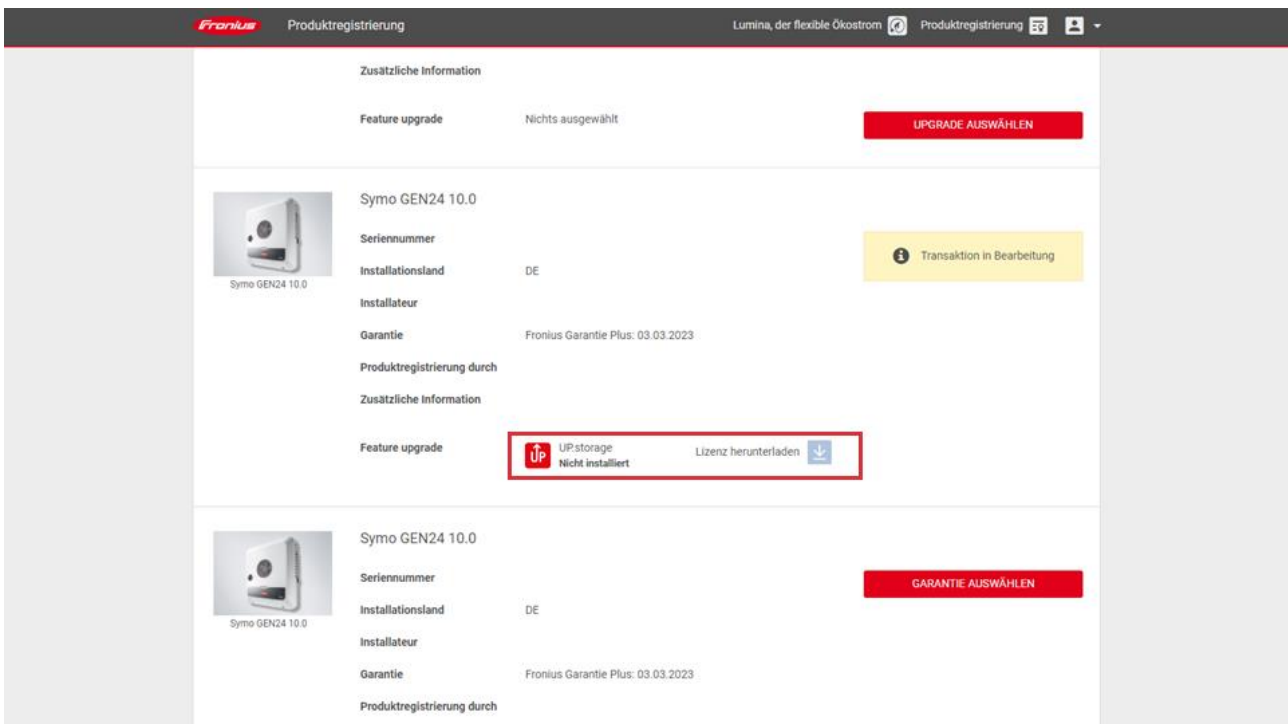 Fronius Produktregistrierung Lumina, der flexible Ökostrom Produktregistrierung
Zusätzliche Information
Feature upgrade Nichts ausgewählt UPGRADE AUSWÄHLEN
Symo GEN24 10.0
Seriennummer
Transaktion in Bearbeitung
Installationsland DE
Symo GEN24 10.0
Installateur
Garantie Fronius Garantie Plus: 03.03.2023
Produktregistrierung durch
Zusätzliche Information
Feature upgrade UP UP.storage Lizenz herunterladen
Nicht installiert
Symo GEN24 10.0
Seriennummer GARANTIE AUSWÄHLEN
Installationsland DE
Symo GEN24 10.0
Installateur
Garantie Fronius Garantie Plus: 03.03.2023
Produktregistrierung durch